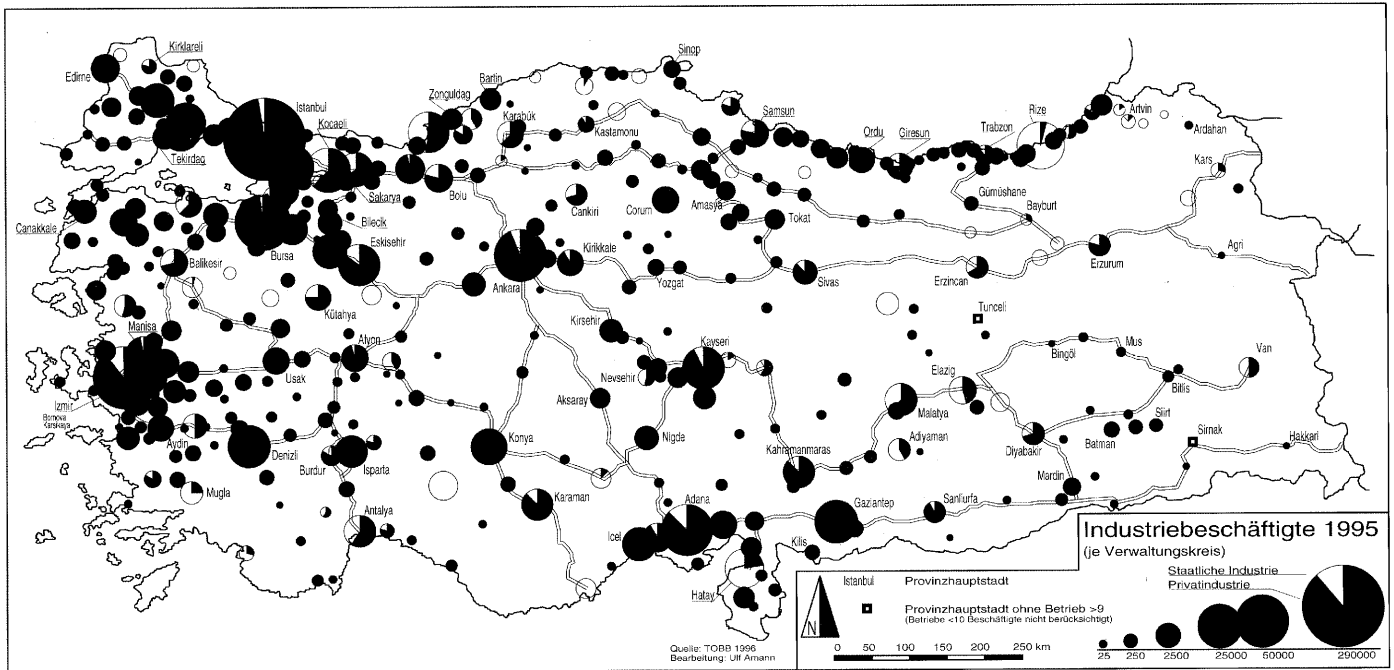 Kirklareli
Edirne
Sinop
Bartin
Zonguldag
Istanbul
Karabük
Kocaeli
Kastamonu
Samsun
Rize
Artvin
Ordu
Giresun
Trabzon
Ardahan
Tekirdag
Kars
Sakarya
Bolu
Cankiri
Corum
Amasya
Tokat
Gümüshane
Bayburt
Canakkale
Bilecik
Eskisehir
Bursa
Kirikkale
Agri
Balikesir
Ankara
Yozgat
Sivas
Erzincan
Erzurum
Kütahya
Tunceli
Kirsehir
Manisa
Afyon
Kayseri
Bingöl
Mus
Van
Usak
Nevsehir
Elazig
Bitlis
Izmir
Bornova
Karsikaya
Aksaray
Malatya
Siirt
Aydin
Konya
Nigde
Adiyaman
Batman
Sirnak
Hakkari
Denizli
Burdur
Isparta
Kahramanmaras
Diyabakir
Mardin
Mugla
Karaman
Adana
Gaziantep
Sanliurfa
Antalya
Icel
Kilis
Hatay
Industriebeschäftigte 1995
(je Verwaltungskreis)
Staatliche Industrie
Privatindustrie
25 250 2500 25000 50000 290000
Istanbul Provinzhauptstadt
Provinzhauptstadt ohne Betrieb >9
(Betriebe <10 Beschäftigte nicht berücksichtigt)
N
0 50 100 150 200 250 km
Quelle: TOBB 1996
Bearbeitung: Ulf Amann